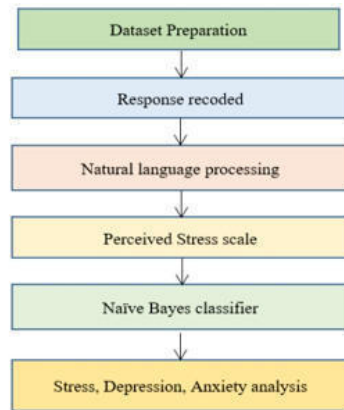 Dataset Preparation
Response recoded
Natural language processing
Perceived Stress scale
Naïve Bayes classifier
Stress, Depression, Anxiety analysis